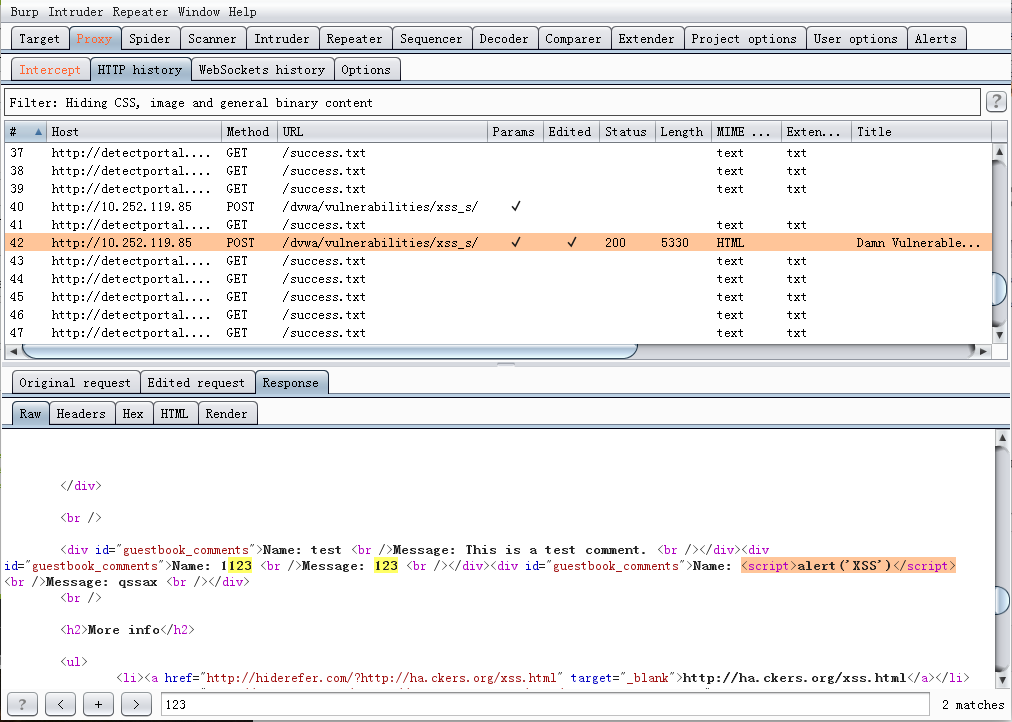 Burp Intruder Repeater Window Help
Target Proxy Spider Scanner Intruder Repeater Sequencer Decoder Comparer Extender Project options User options Alerts
Intercept HTTP history WebSockets history Options
Filter: Hiding CSS, image and general binary content ?
# Host Method URL Params Edited Status Length MIME ... Exten... Title
37 http://detectportal.... GET /success.txt text txt
38 http://detectportal.... GET /success.txt text txt
39 http://detectportal.... GET /success.txt text txt
40 http://10.252.119.85 POST /dvwa/vulnerabilities/xss_s/ ✓
41 http://detectportal.... GET /success.txt text txt
42 http://10.252.119.85 POST /dvwa/vulnerabilities/xss_s/ ✓ ✓ 200 5330 HTML Damn Vulnerable...
43 http://detectportal.... GET /success.txt text txt
44 http://detectportal.... GET /success.txt text txt
45 http://detectportal.... GET /success.txt text txt
46 http://detectportal.... GET /success.txt text txt
47 http://detectportal.... GET /success.txt text txt
Original request Edited request Response
Raw Headers Hex HTML Render
</div>
<br />
<div id="guestbook_comments">Name: test <br />Message: This is a test comment. <br /></div><div
id="guestbook_comments">Name: 1123 <br />Message: 123 <br /></div><div id="guestbook_comments">Name: <script>alert('XSS')</script>
<br />Message: qssax <br /></div>
<br />
<h2>More info</h2>
<ul>
<li><a href="http://hiderefer.com/?http://ha.ckers.org/xss.html" target="_blank">http://ha.ckers.org/xss.html</a></li>
? < + > 123 2 matches